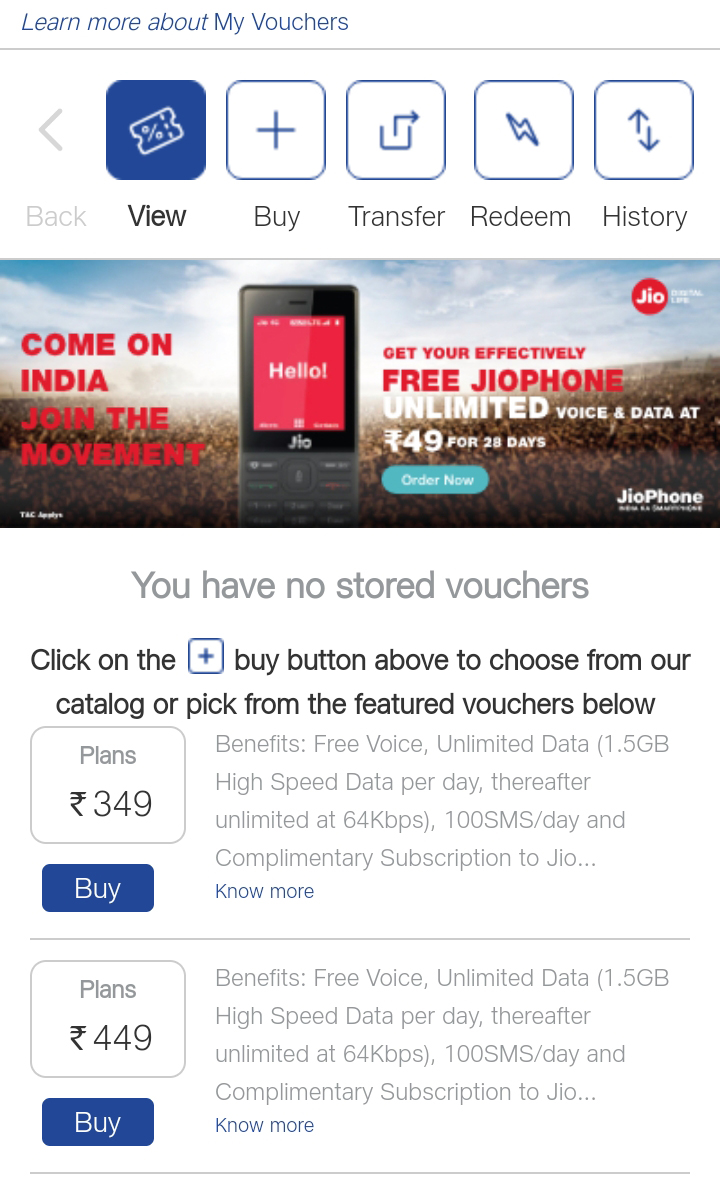 Learn more about My Vouchers
Back
View
Buy
Transfer
Redeem
History
COME ON
INDIA
JOIN THE
MOVEMENT
T&C Applys
Hello!
Jio
Jio
DIGITAL
LIFE
GET YOUR EFFECTIVELY
FREE JIOPHONE
UNLIMITED VOICE & DATA AT
₹49 FOR 28 DAYS
Order Now
JioPhone
INDIA KA SMARTPHONE
You have no stored vouchers
Click on the + buy button above to choose from our
catalog or pick from the featured vouchers below
Plans
₹ 349
Buy
Benefits: Free Voice, Unlimited Data (1.5GB
High Speed Data per day, thereafter
unlimited at 64Kbps), 100SMS/day and
Complimentary Subscription to Jio...
Know more
Plans
₹ 449
Buy
Benefits: Free Voice, Unlimited Data (1.5GB
High Speed Data per day, thereafter
unlimited at 64Kbps), 100SMS/day and
Complimentary Subscription to Jio...
Know more